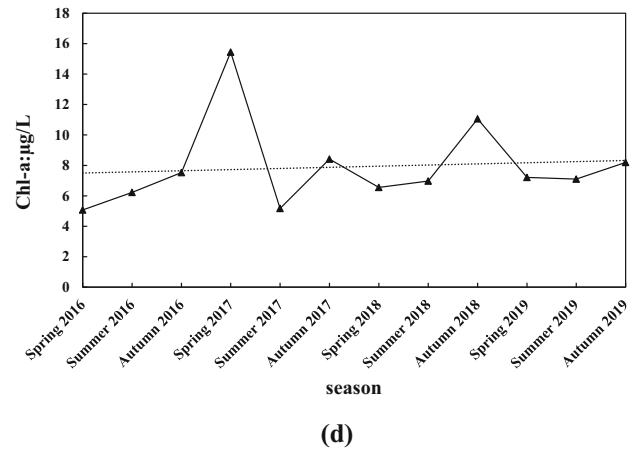 18
16
14
12
10
8
6
4
2
0
Chl-a:μg/L
Spring 2016
Summer 2016
Autumn 2016
Spring 2017
Summer 2017
Autumn 2017
Spring 2018
Summer 2018
Autumn 2018
Spring 2019
Summer 2019
Autumn 2019
season
(d)